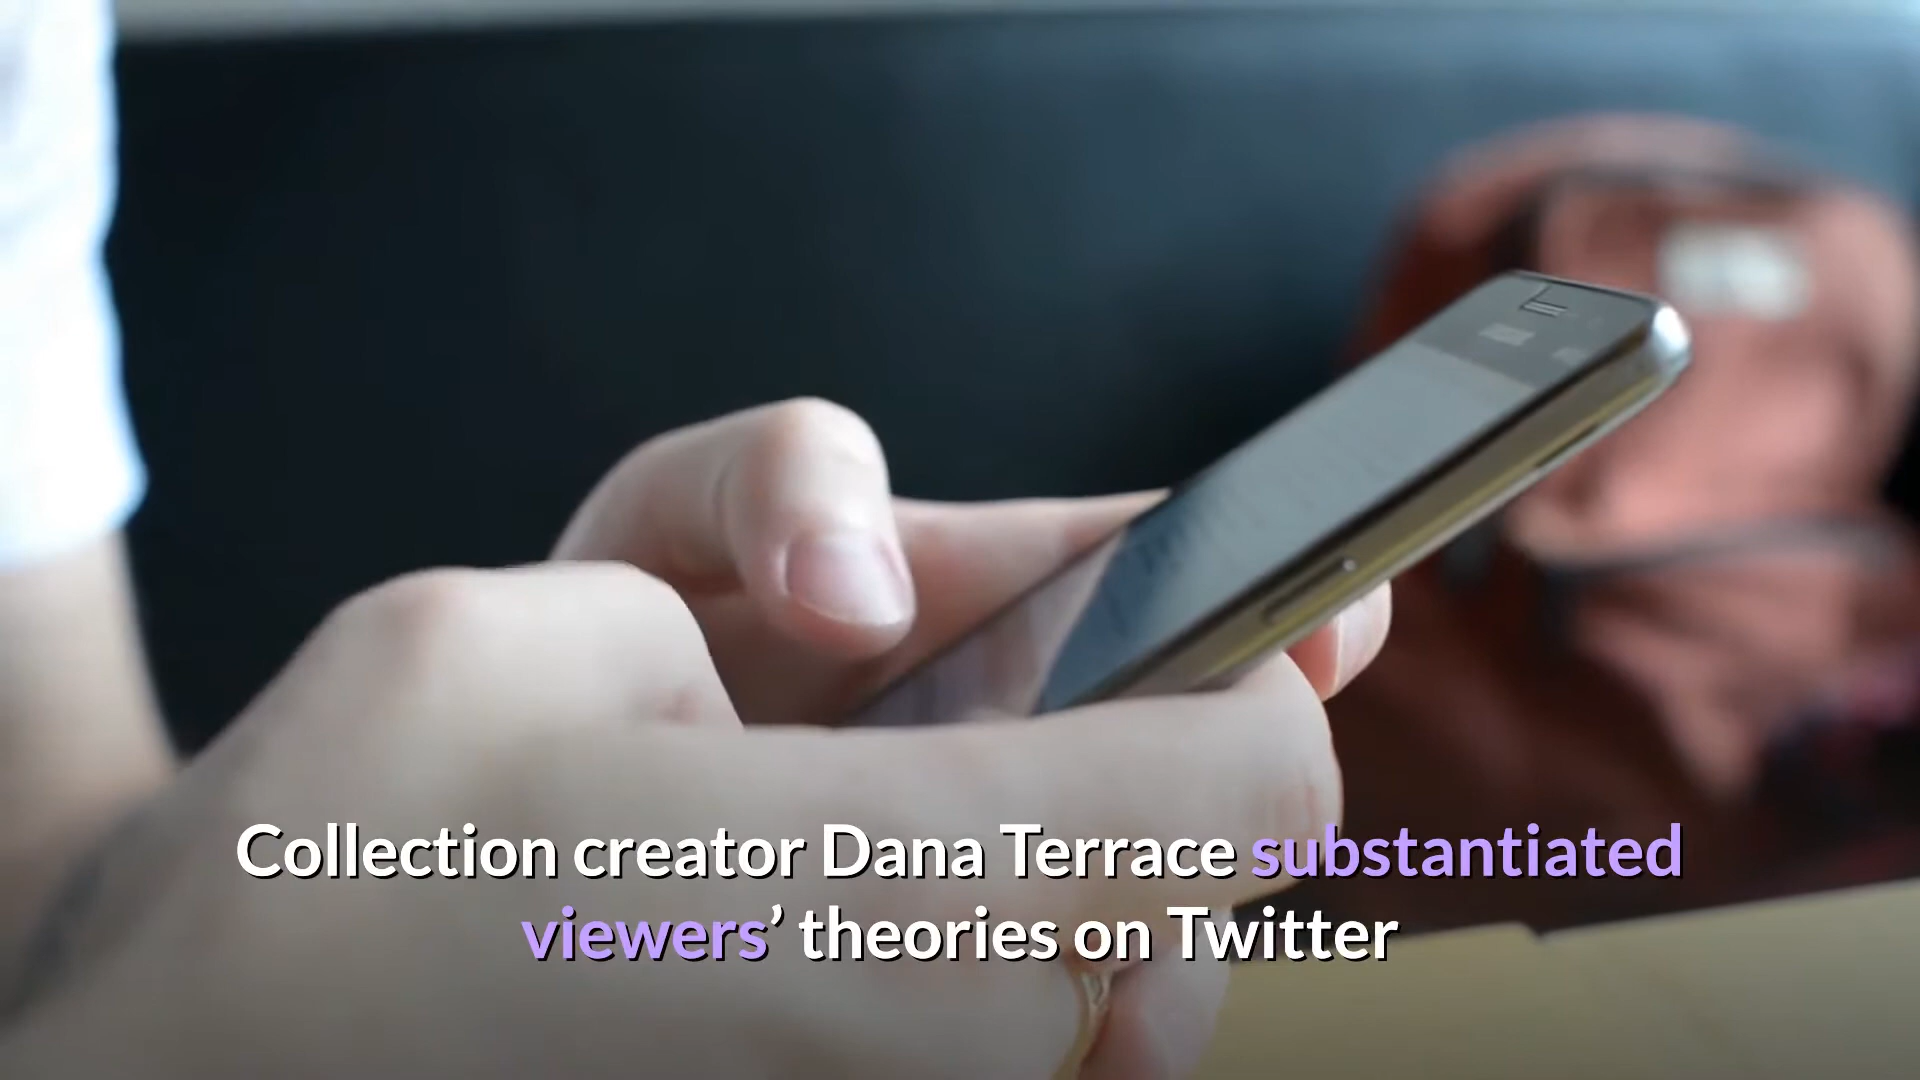 Collection creator Dana Terrace substantiated
viewers’ theories on Twitter